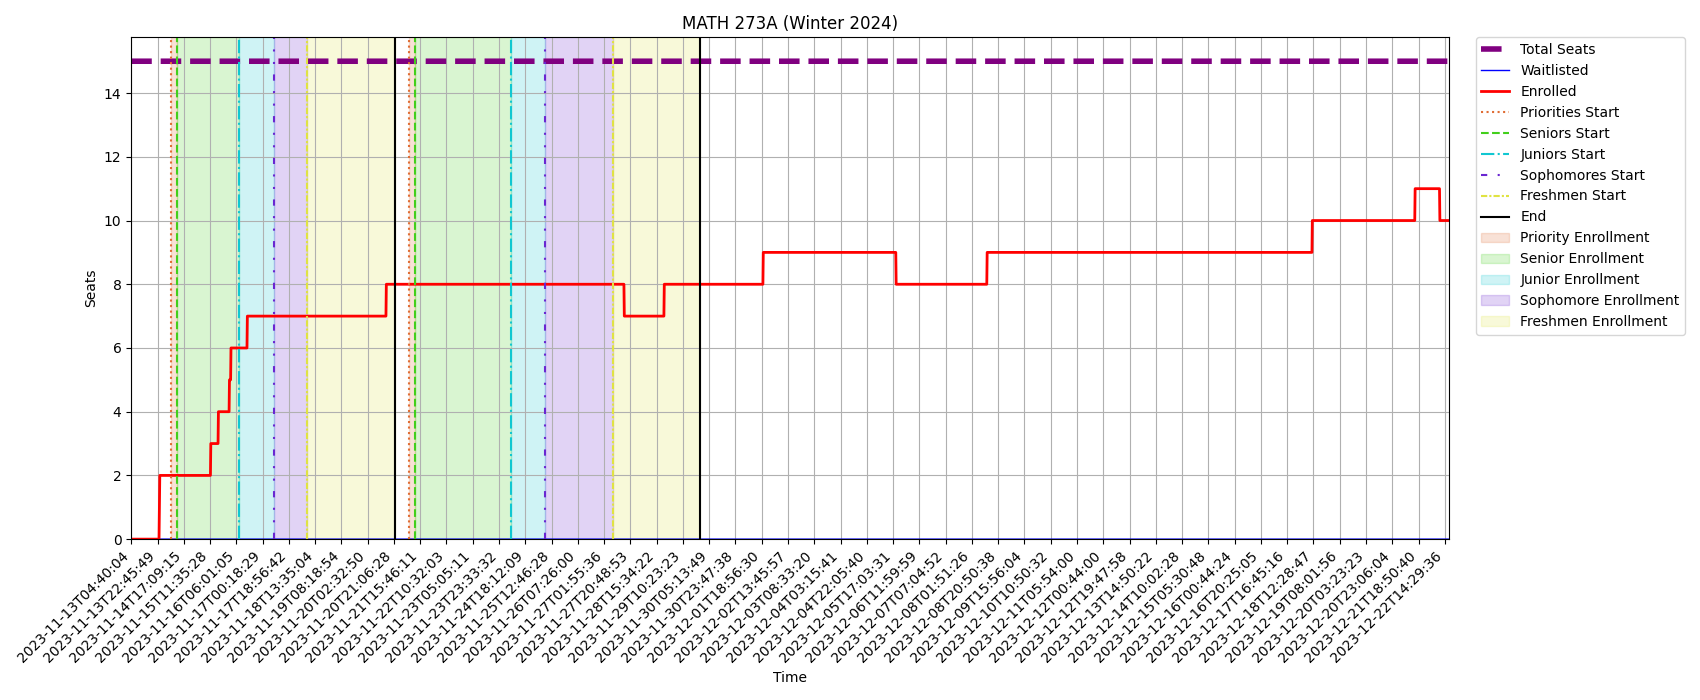 MATH 273A (Winter 2024)
Seats
14
12
10
8
6
4
2
0
2023-11-13T04:40:04
2023-11-13T22:45:49
2023-11-14T17:09:15
2023-11-15T11:35:28
2023-11-16T06:01:05
2023-11-17T00:18:29
2023-11-17T18:56:42
2023-11-18T13:35:04
2023-11-19T08:18:54
2023-11-20T02:32:50
2023-11-20T21:06:28
2023-11-21T15:46:11
2023-11-22T10:32:03
2023-11-23T05:05:11
2023-11-23T23:33:32
2023-11-24T18:12:09
2023-11-25T12:46:28
2023-11-26T07:26:00
2023-11-27T01:55:36
2023-11-27T20:48:53
2023-11-28T15:34:22
2023-11-29T10:23:23
2023-11-30T05:13:49
2023-11-30T23:47:38
2023-12-01T18:56:30
2023-12-02T13:45:57
2023-12-03T08:33:20
2023-12-04T03:15:41
2023-12-04T22:05:40
2023-12-05T17:03:31
2023-12-06T11:59:59
2023-12-07T07:04:52
2023-12-08T01:51:26
2023-12-08T20:50:38
2023-12-09T15:56:04
2023-12-10T10:50:32
2023-12-11T05:54:00
2023-12-12T00:44:00
2023-12-12T19:47:58
2023-12-13T14:50:22
2023-12-14T10:02:28
2023-12-15T05:30:48
2023-12-16T00:44:24
2023-12-16T20:25:05
2023-12-17T16:45:16
2023-12-18T12:28:47
2023-12-19T08:01:56
2023-12-20T03:23:23
2023-12-20T23:06:04
2023-12-21T18:50:40
2023-12-22T14:29:36
Time
Total Seats
Waitlisted
Enrolled
Priorities Start
Seniors Start
Juniors Start
Sophomores Start
Freshmen Start
End
Priority Enrollment
Senior Enrollment
Junior Enrollment
Sophomore Enrollment
Freshmen Enrollment